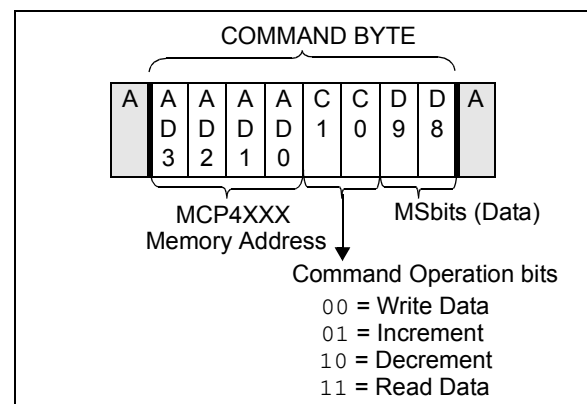 COMMAND BYTE
A A A A A C C D D A
D D D D 1 0 9 8
3 2 1 0
MCP4XXX
Memory Address
MSbits (Data)
Command Operation bits
00 = Write Data
01 = Increment
10 = Decrement
11 = Read Data